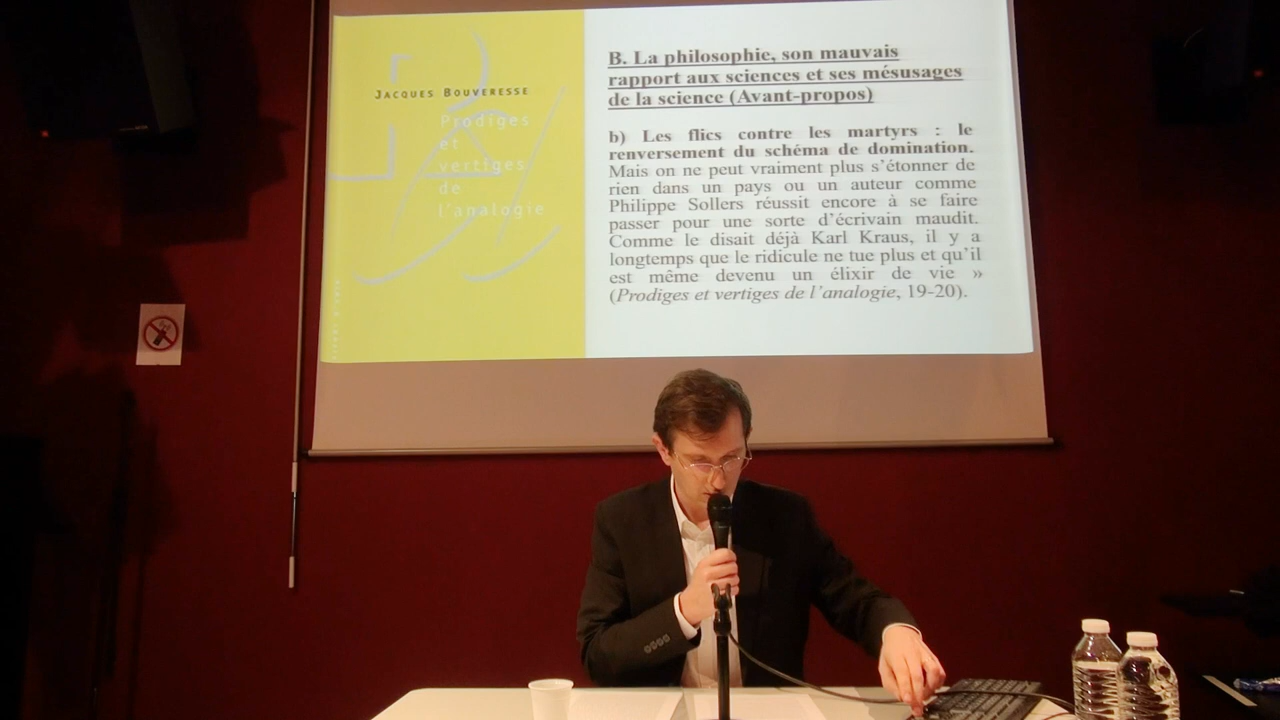 JACQUES BOUVERESSE
Prodiges
et
vertiges
de
l'analogie
B. La philosophie, son mauvais
rapport aux sciences et ses mésusages
de la science (Avant-propos)
b) Les flics contre les martyrs : le
renversement du schéma de domination.
Mais on ne peut vraiment plus s'étonner de
rien dans un pays ou un auteur comme
Philippe Sollers réussit encore à se faire
passer pour une sorte d'écrivain maudit.
Comme le disait déjà Karl Kraus, il y a
longtemps que le ridicule ne tue plus et qu'il
est même devenu un élixir de vie »
(Prodiges et vertiges de l'analogie, 19-20).